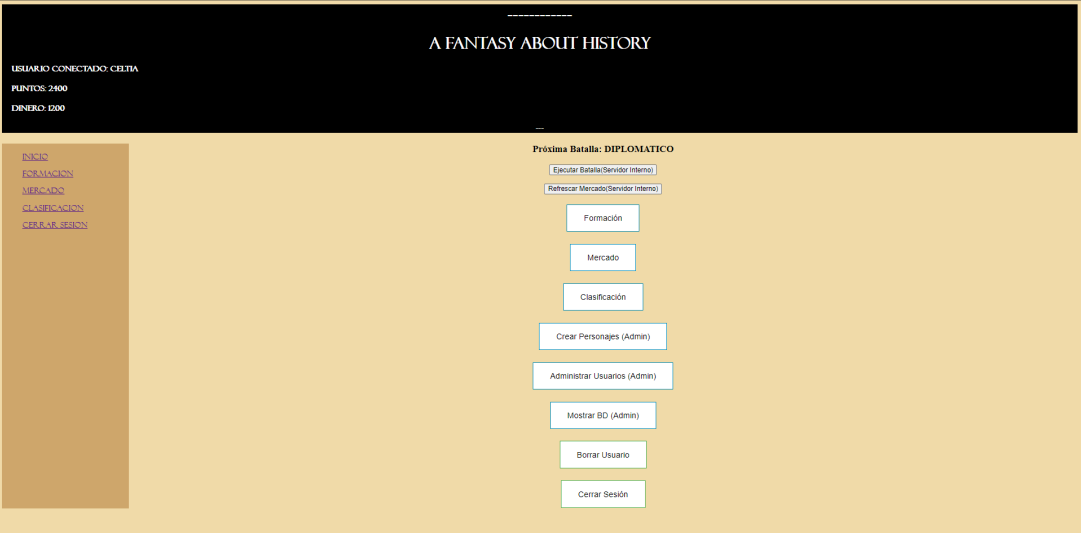 ____________
A FANTASY ABOUT HISTORY
USUARIO CONECTADO: CELTIA
PUNTOS: 2400
DINERO: 1200
__
INICIO
FORMACION
MERCADO
CLASIFICACION
CERRAR SESION
Próxima Batalla: DIPLOMATICO
Ejecutar Batalla(Servidor Interno)
Refrescar Mercado(Servidor Interno)
Formación
Mercado
Clasificación
Crear Personajes (Admin)
Administrar Usuarios (Admin)
Mostrar BD (Admin)
Borrar Usuario
Cerrar Sesión